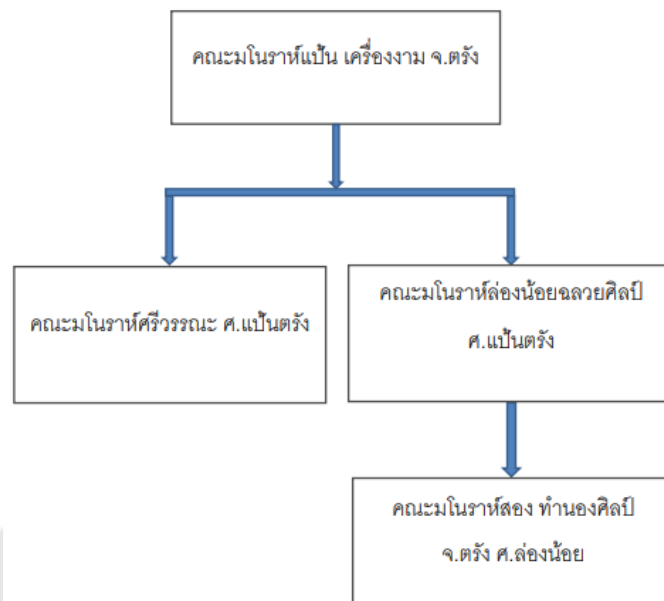 คณะมโนราห์แป้น เครื่องงาม จ.ตรัง
คณะมโนราห์ศรีวรรณะ ศ.แป้นตรัง
คณะมโนราห์ล่องน้อยฉลวยศิลป์
ศ.แป้นตรัง
คณะมโนราห์สอง ทำนองศิลป์
จ.ตรัง ศ.ล่องน้อย